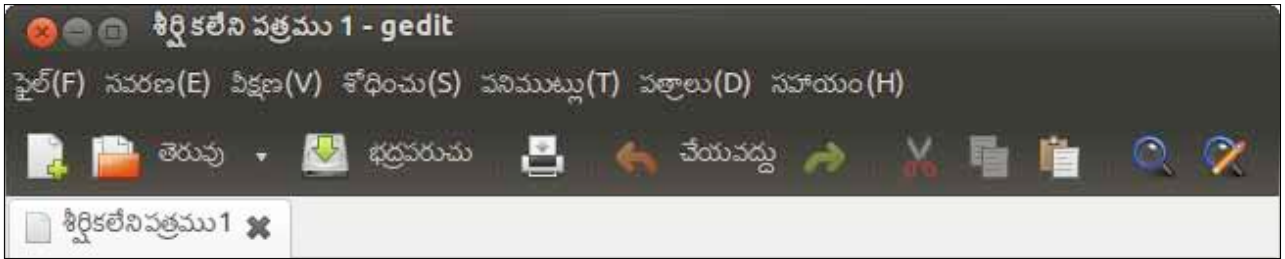 శీర్షికలేని పత్రము 1 - gedit
ఫైల్(F) సవరణ(E) వీక్షణ(V) శోధించు(S) పనిముట్లు(T) పత్రాలు(D) సహాయం(H)
తెరువు భద్రపరుచు చేయవద్దు
శీర్షికలేని పత్రము 1